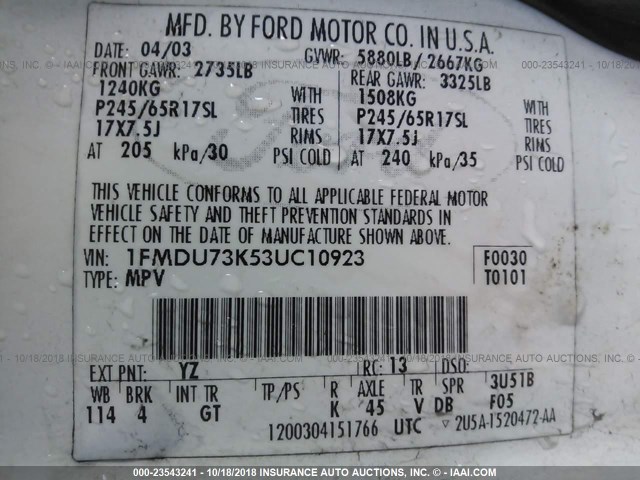 MFD. BY FORD MOTOR CO. IN U.S.A.
DATE: 04/03 GVWR: 5880LB/2667KG
FRONT GAWR: 2735LB REAR GAWR: 3325LB
1240KG WITH 1508KG WITH
P245/65R17SL TIRES P245/65R17SL TIRES
17X7.5J RIMS 17X7.5J RIMS
AT 205 kPa/30 PSI COLD AT 240 kPa/35 PSI COLD
THIS VEHICLE CONFORMS TO ALL APPLICABLE FEDERAL MOTOR
VEHICLE SAFETY AND THEFT PREVENTION STANDARDS IN
EFFECT ON THE DATE OF MANUFACTURE SHOWN ABOVE.
VIN: 1FMDU73K53UC10923 F0030
TYPE: MPV T0101
EXT PNT: YZ RC: 13 DSO:
WB BRK INT TR TP/PS R AXLE TR SPR 3U51B
114 4 GT K 45 V DB F05
1200304151766 UTC ▽ 2U5A-1520472-AA
000-23543241 - 10/18/2018 INSURANCE AUTO AUCTIONS, INC. - © - IAAI.com